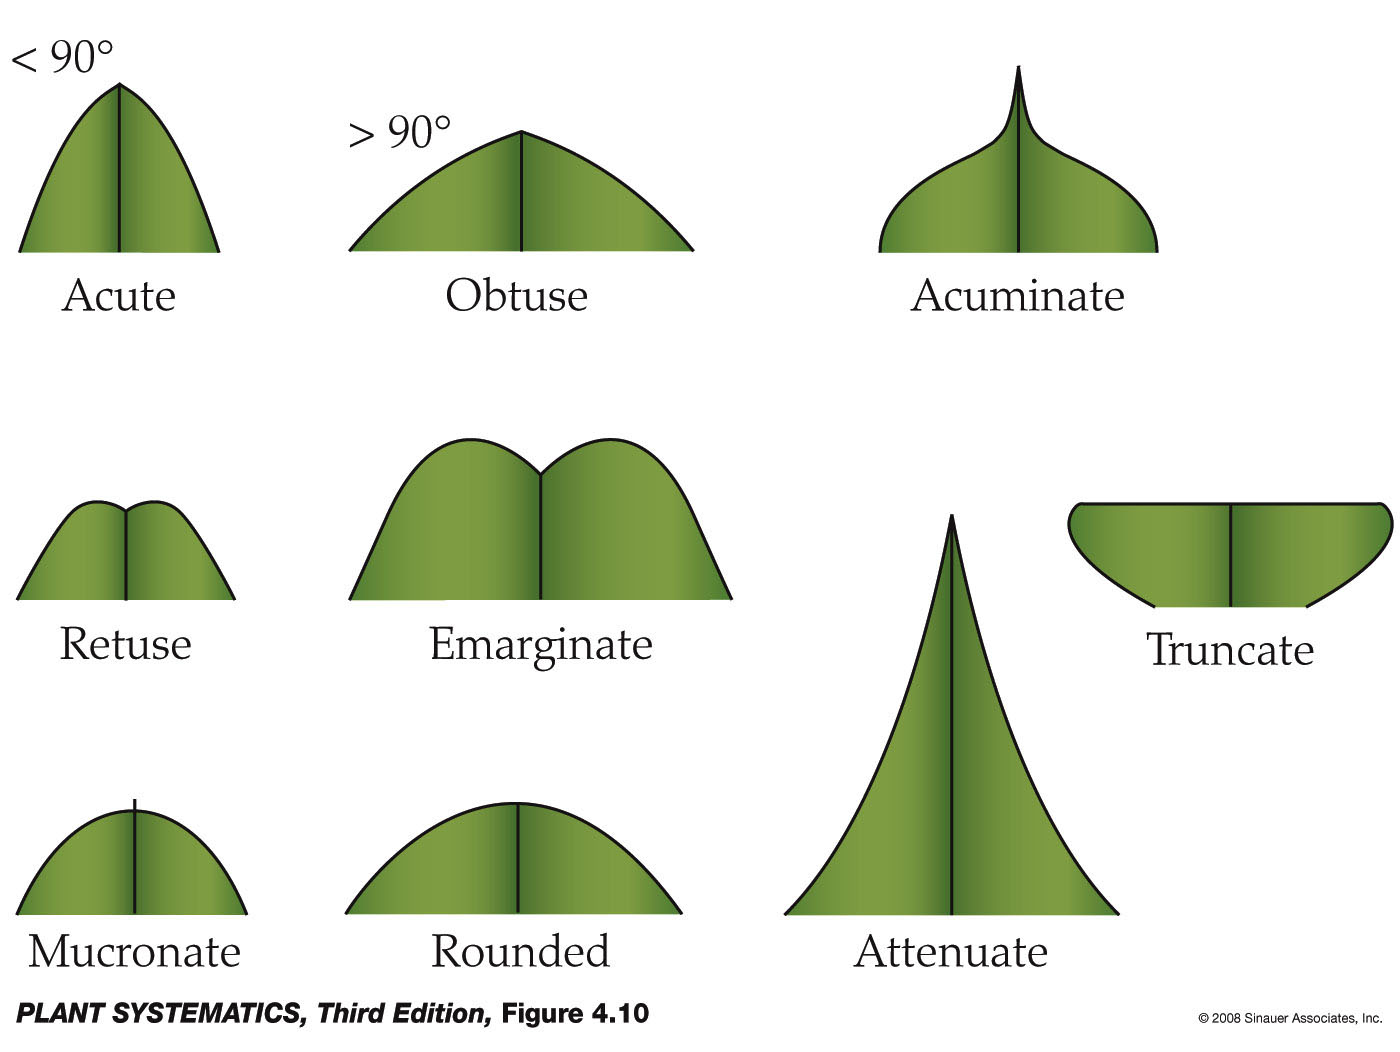 < 90°
> 90°
Acute
Obtuse
Acuminate
Retuse
Emarginate
Truncate
Mucronate
Rounded
Attenuate
PLANT SYSTEMATICS, Third Edition, Figure 4.10
© 2008 Sinauer Associates, Inc.